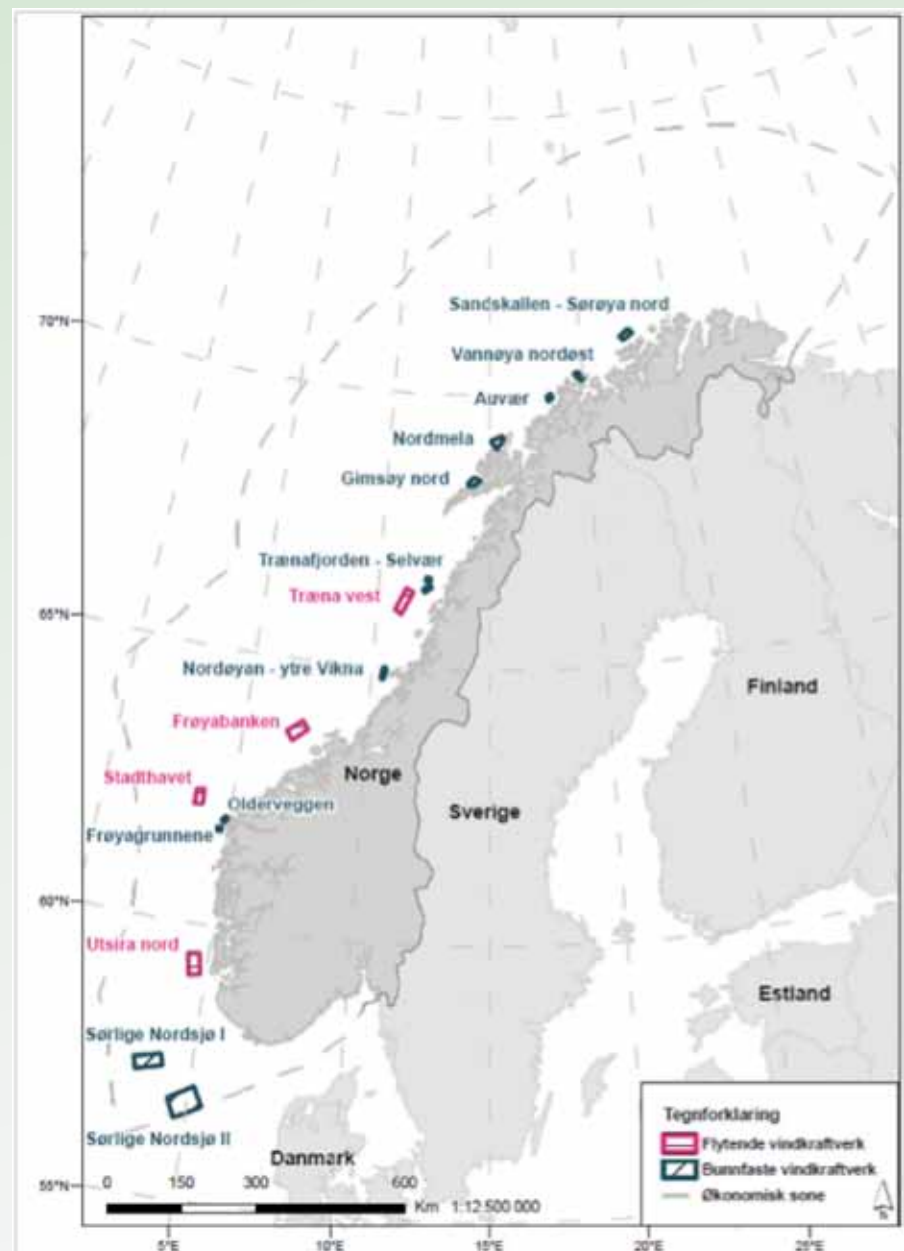 70°N
65°N
60°N
55°N
Sandskallen - Sørøya nord
Vannøya nordøst
Auvær
Nordmela
Gimsøy nord
Trænafjorden - Selvær
Træna vest
Nordøyan - ytre Vikna
Frøyabanken
Stadthavet
Olderveggen
Frøyagrunnene
Utsira nord
Sørlige Nordsjø I
Sørlige Nordsjø II
Norge
Sverige
Finland
Estland
Danmark
Tegnforklaring
Flytende vindkraftverk
Bunnfaste vindkraftverk
Økonomisk sone
0 150 300 600
Km 1:12 500 000
5°E 10°E 15°E 20°E 25°E